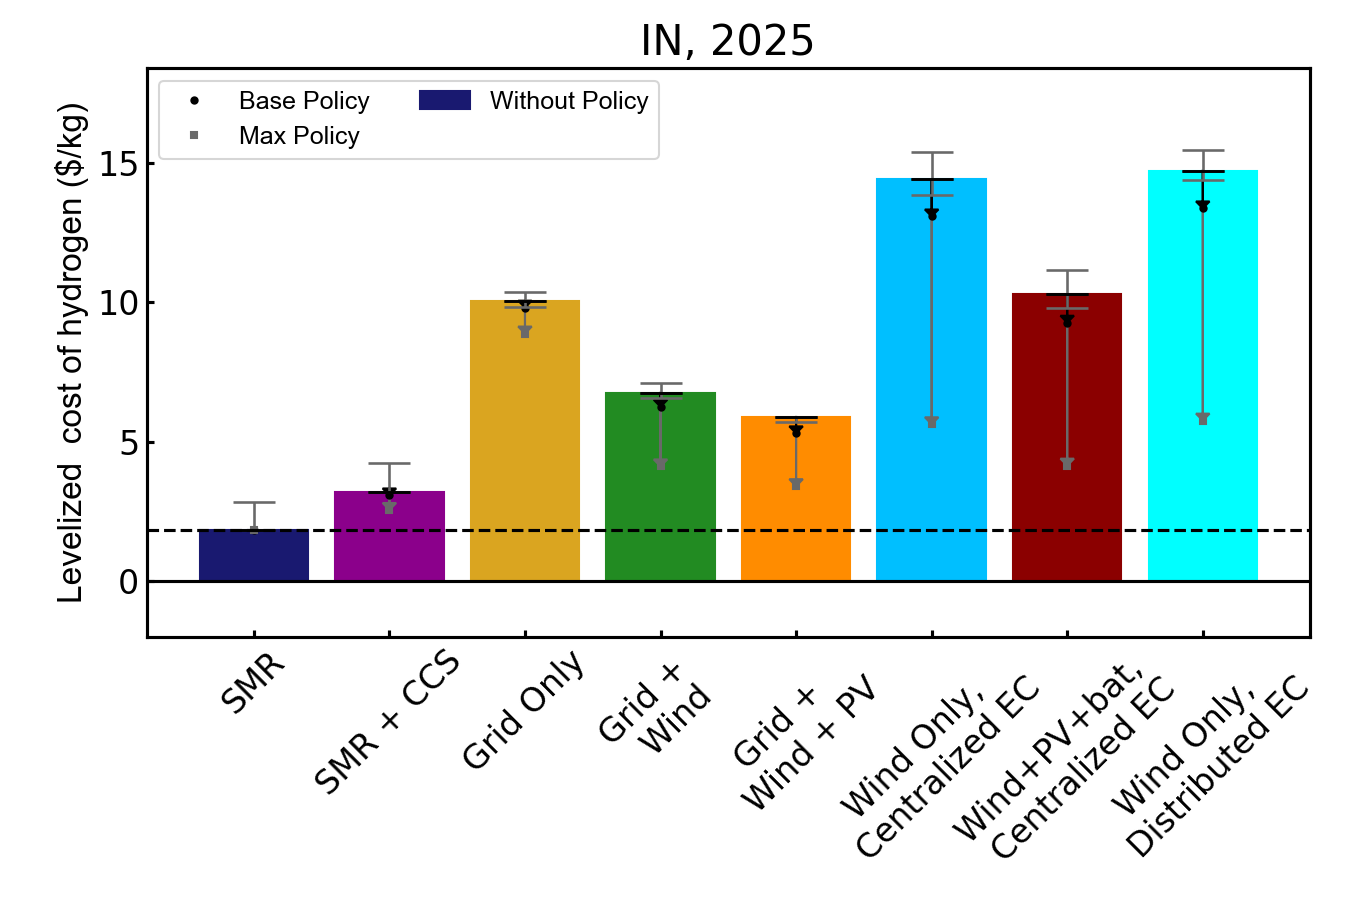 IN, 2025
Base Policy
Max Policy
Without Policy
Levelized cost of hydrogen ($/kg)
15
10
5
0
SMR
SMR + CCS
Grid Only
Grid +
Wind
Grid +
Wind + PV
Wind Only,
Centralized EC
Wind+PV+bat,
Centralized EC
Wind Only,
Distributed EC